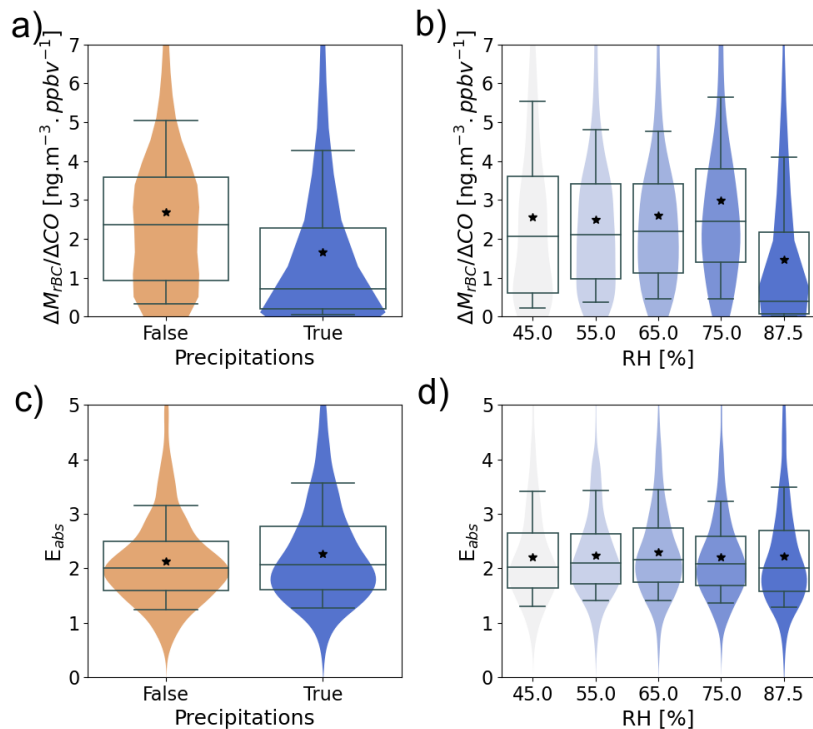 a)
ΔM_rBC/ΔCO [ng.m⁻³.ppbv⁻¹]
7
6
5
4
3
2
1
0
False True
Precipitations
b)
ΔM_rBC/ΔCO [ng.m⁻³.ppbv⁻¹]
7
6
5
4
3
2
1
0
45.0 55.0 65.0 75.0 87.5
RH [%]
c)
E_abs
5
4
3
2
1
0
False True
Precipitations
d)
E_abs
5
4
3
2
1
0
45.0 55.0 65.0 75.0 87.5
RH [%]